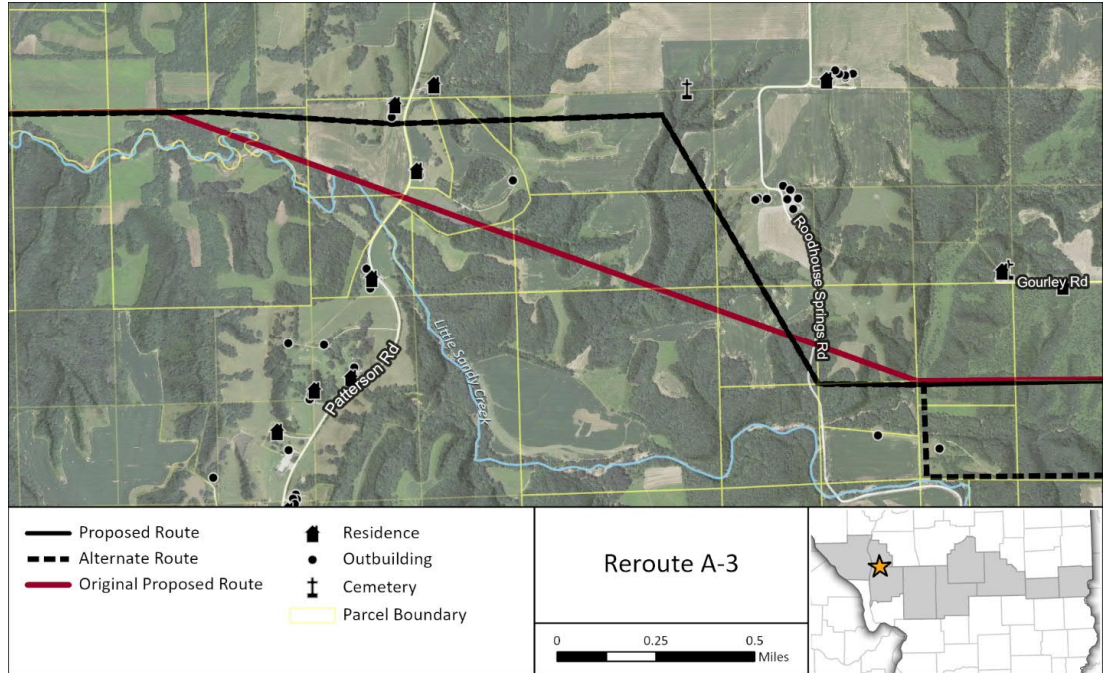 Roodhouse Springs Rd
Gourley Rd
Little Sandy Creek
Patterson Rd
Proposed Route
Alternate Route
Original Proposed Route
Residence
Outbuilding
Cemetery
Parcel Boundary
Reroute A-3
0 0.25 0.5
Miles